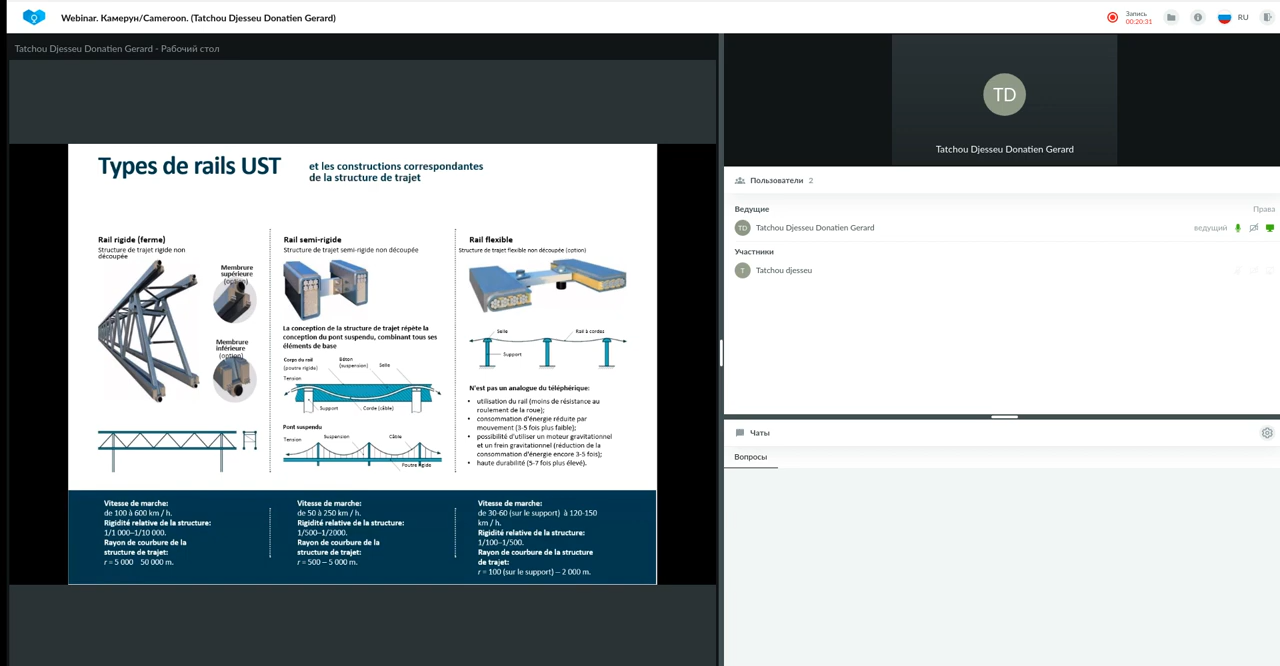 Webinar. Камерун/Cameroon. (Tatchou Djesseu Donatien Gerard)
Запись
00:20:31
RU
Tatchou Djesseu Donatien Gerard - Рабочий стол
Types de rails UST
et les constructions correspondantes
de la structure de trajet
Rail rigide (ferme)
Structure de trajet rigide non
découpée
Membrure
supérieure
(option)
Membrure
inférieure
(option)
Rail semi-rigide
Structure de trajet semi-rigide non découpée
La conception de la structure de trajet répète la
conception du pont suspendu, combinant tous ses
éléments de base
Corps du rail
(poutre rigide)
Béton
(suspension)
Selle
Tension
Support
Corde (câble)
Pont suspendu
Tension
Suspension
Câble
Poutre rigide
Rail flexible
Structure de trajet flexible non découpée (option)
Selle
Rail à cordes
Support
N'est pas un analogue du téléphérique:
• utilisation du rail (moins de résistance au
roulement de la roue);
• consommation d'énergie réduite par
mouvement (3-5 fois plus faible);
• possibilité d'utiliser un moteur gravitationnel
et un frein gravitationnel (réduction de la
consommation d'énergie encore 3-5 fois);
• haute durabilité (5-7 fois plus élevé).
Vitesse de marche:
de 100 à 600 km / h.
Rigidité relative de la structure:
1/1 000–1/10 000.
Rayon de courbure de la
structure de trajet:
r = 5 000 50 000 m.
Vitesse de marche:
de 50 à 250 km / h.
Rigidité relative de la structure:
1/500–1/2000.
Rayon de courbure de la
structure de trajet:
r = 500 – 5 000 m.
Vitesse de marche:
de 30-60 (sur le support) à 120-150
km / h.
Rigidité relative de la structure:
1/100–1/500.
Rayon de courbure de la structure
de trajet:
r = 100 (sur le support) – 2 000 m.
TD
Tatchou Djesseu Donatien Gerard
Пользователи 2
Ведущие Права
TD Tatchou Djesseu Donatien Gerard ведущий
Участники
T Tatchou djesseu
Чаты
Вопросы